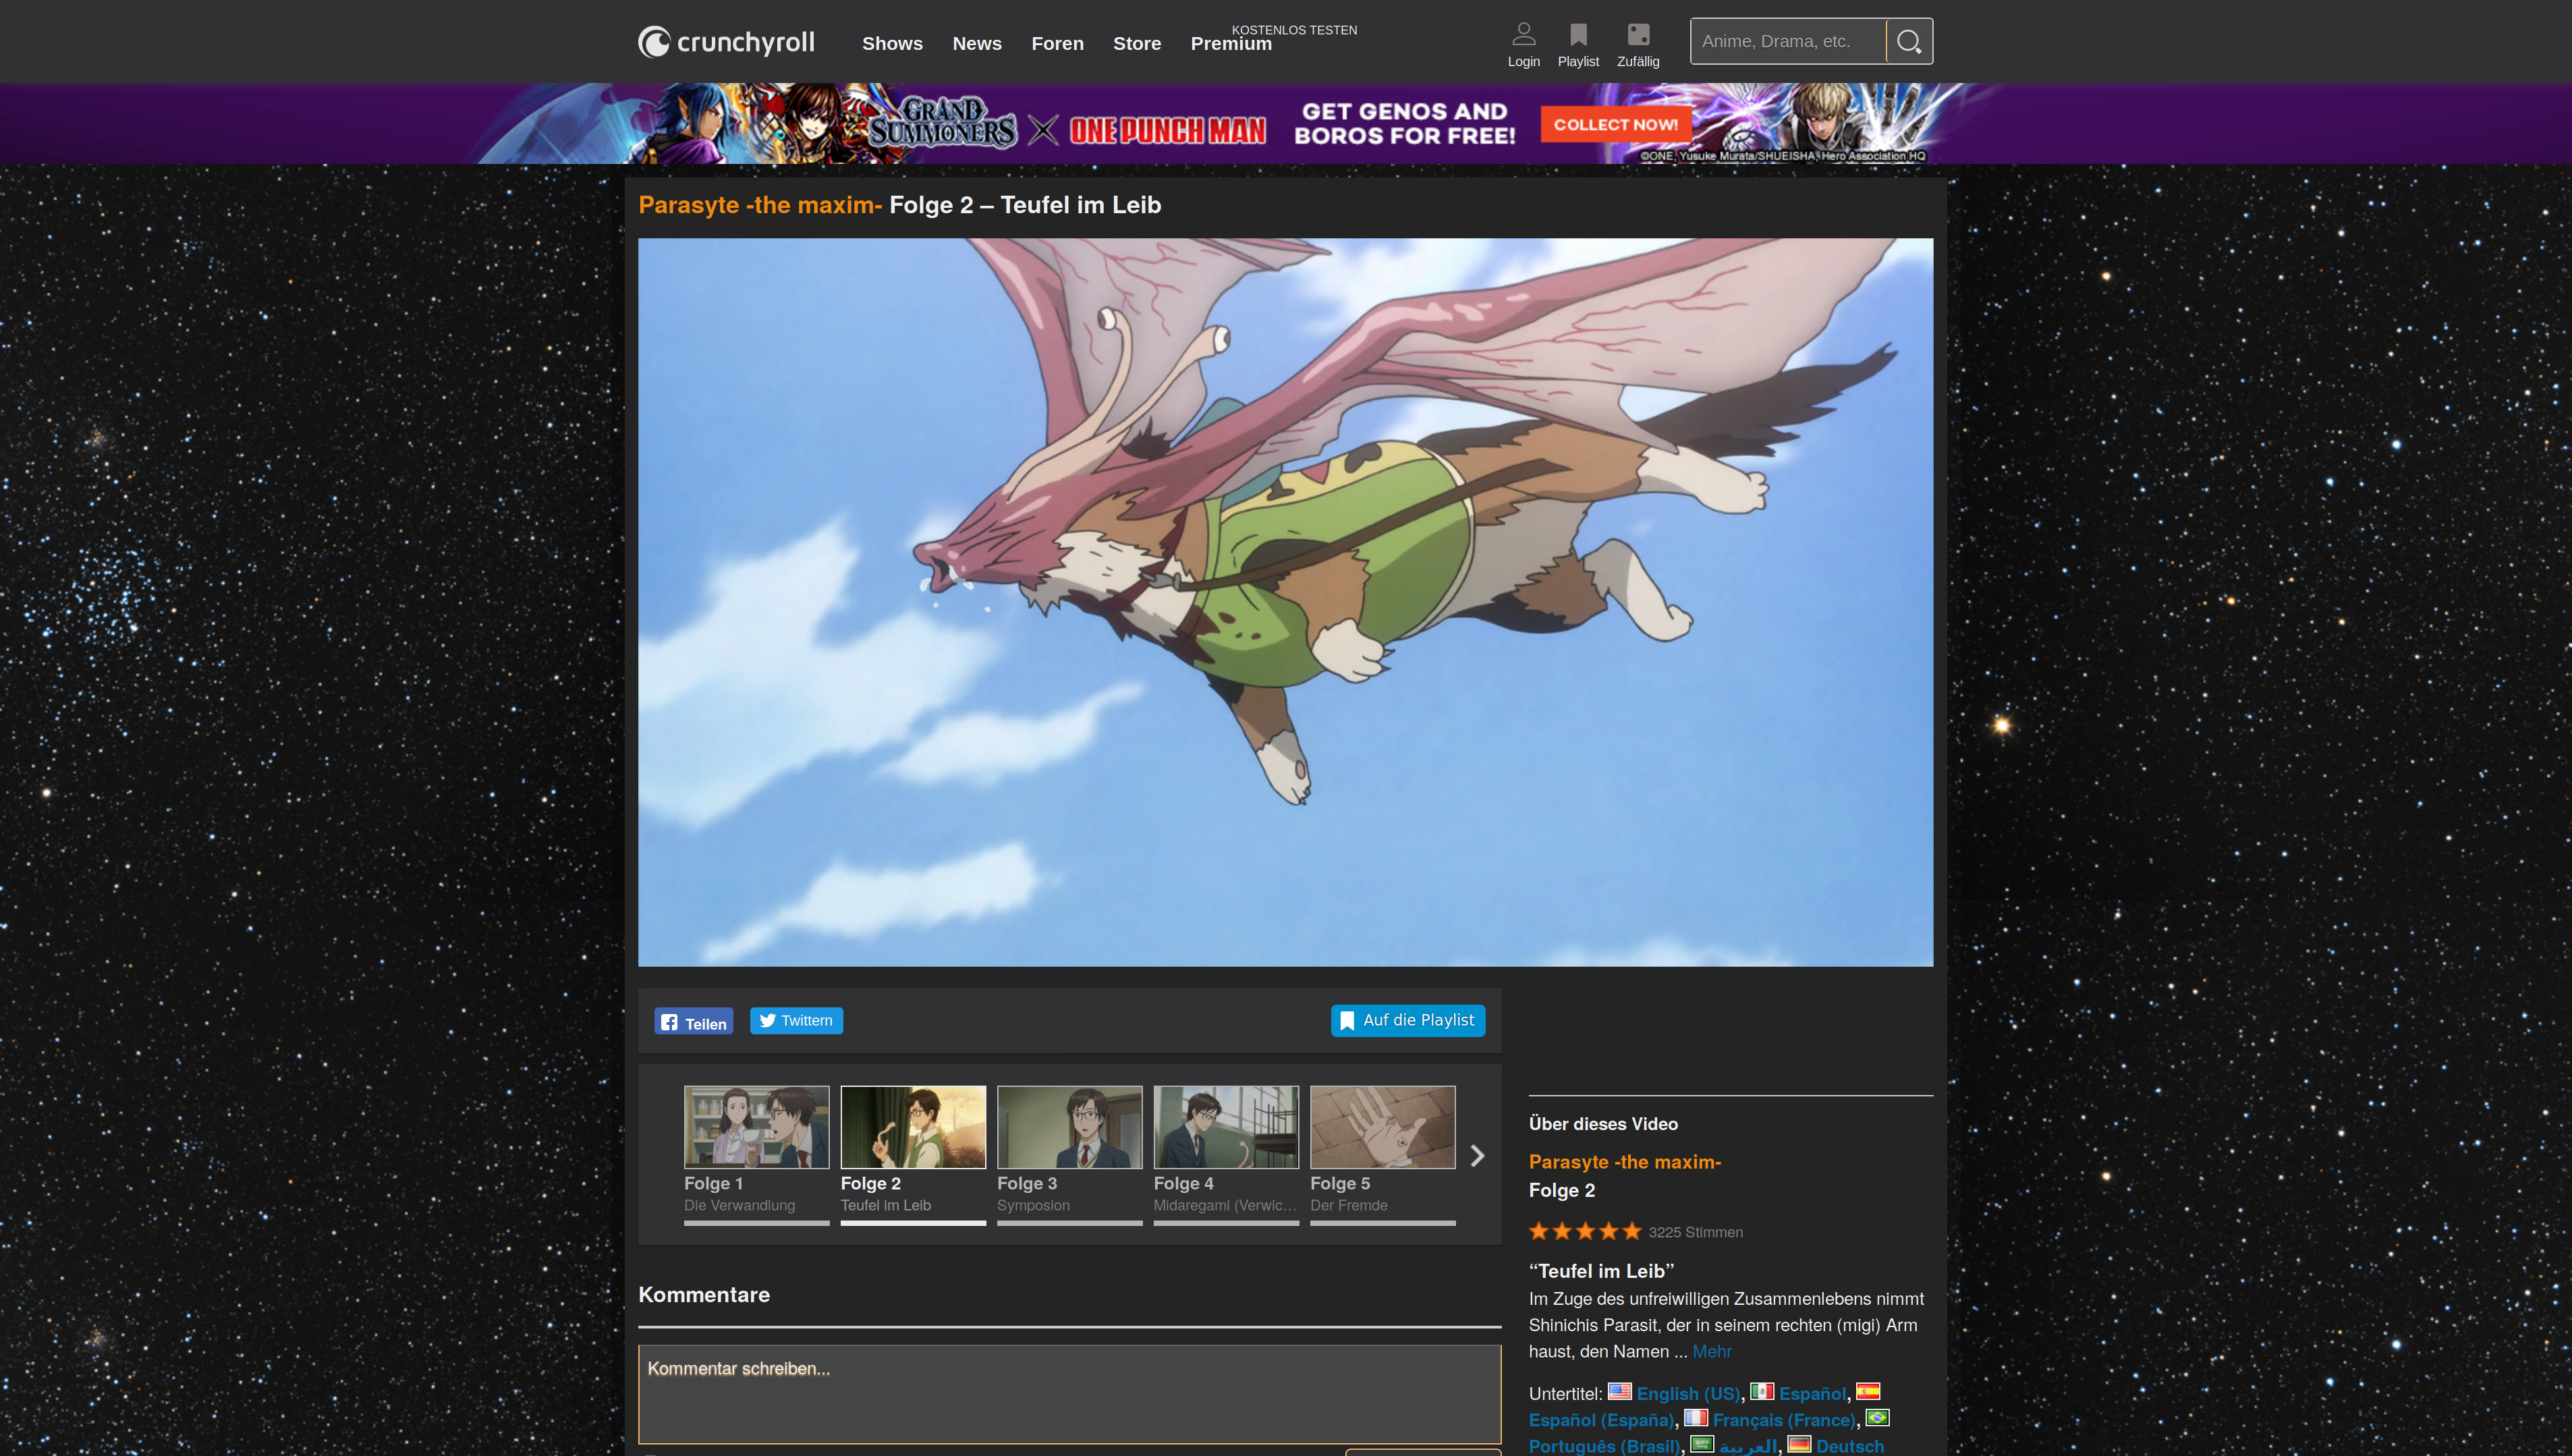 crunchyroll
Shows
News
Foren
Store
Premium
KOSTENLOS TESTEN
Login
Playlist
Zufällig
Anime, Drama, etc.
GRAND SUMMONERS
ONE PUNCH MAN
GET GENOS AND
BOROS FOR FREE!
COLLECT NOW!
©ONE, Yusuke Murata/SHUEISHA, Hero Association HQ
Parasyte -the maxim- Folge 2 – Teufel im Leib
Teilen
Twittern
Auf die Playlist
Folge 1
Die Verwandlung
Folge 2
Teufel im Leib
Folge 3
Symposion
Folge 4
Midaregami (Verwic…
Folge 5
Der Fremde
Kommentare
Kommentar schreiben...
Über dieses Video
Parasyte -the maxim-
Folge 2
3225 Stimmen
“Teufel im Leib”
Im Zuge des unfreiwilligen Zusammenlebens nimmt
Shinichis Parasit, der in seinem rechten (migi) Arm
haust, den Namen ... Mehr
Untertitel: English (US), Español,
Español (España), Français (France),
Português (Brasil), العربية, Deutsch